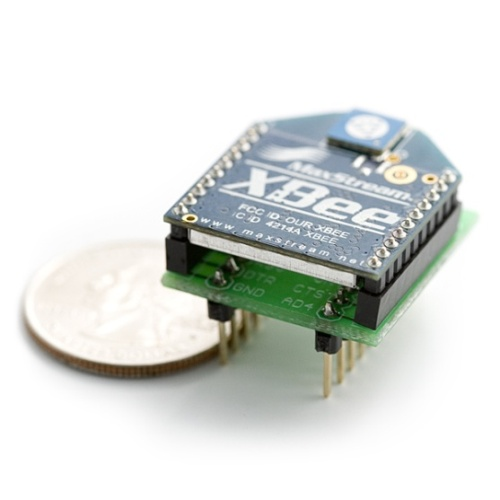 MaxStream
XBee
FCC ID: OUR XBEE
IC ID: 4214A XBEE
www.maxstream.net
DTR
CTS
GND
AD4